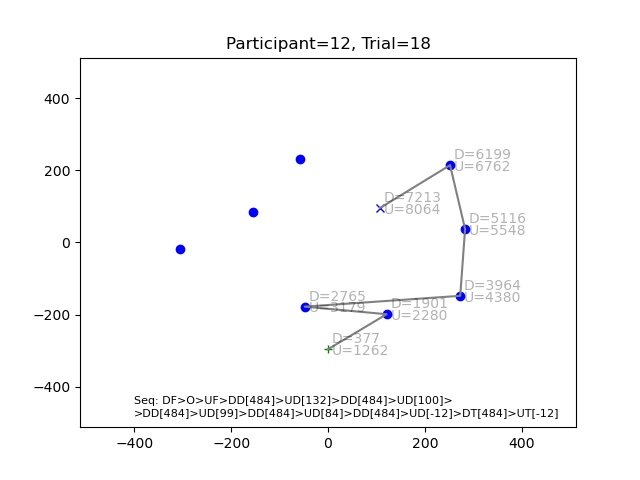 Participant=12, Trial=18
400
200
0
−200
−400
D=6199
U=6762
D=7213
U=8064
D=5116
U=5548
D=3964
U=4380
D=2765
U=3179
D=1901
U=2280
D=377
U=1262
Seq: DF>O>UF>DD[484]>UD[132]>DD[484]>UD[100]>
>DD[484]>UD[99]>DD[484]>UD[84]>DD[484]>UD[-12]>DT[484]>UT[-12]
−400 −200 0 200 400